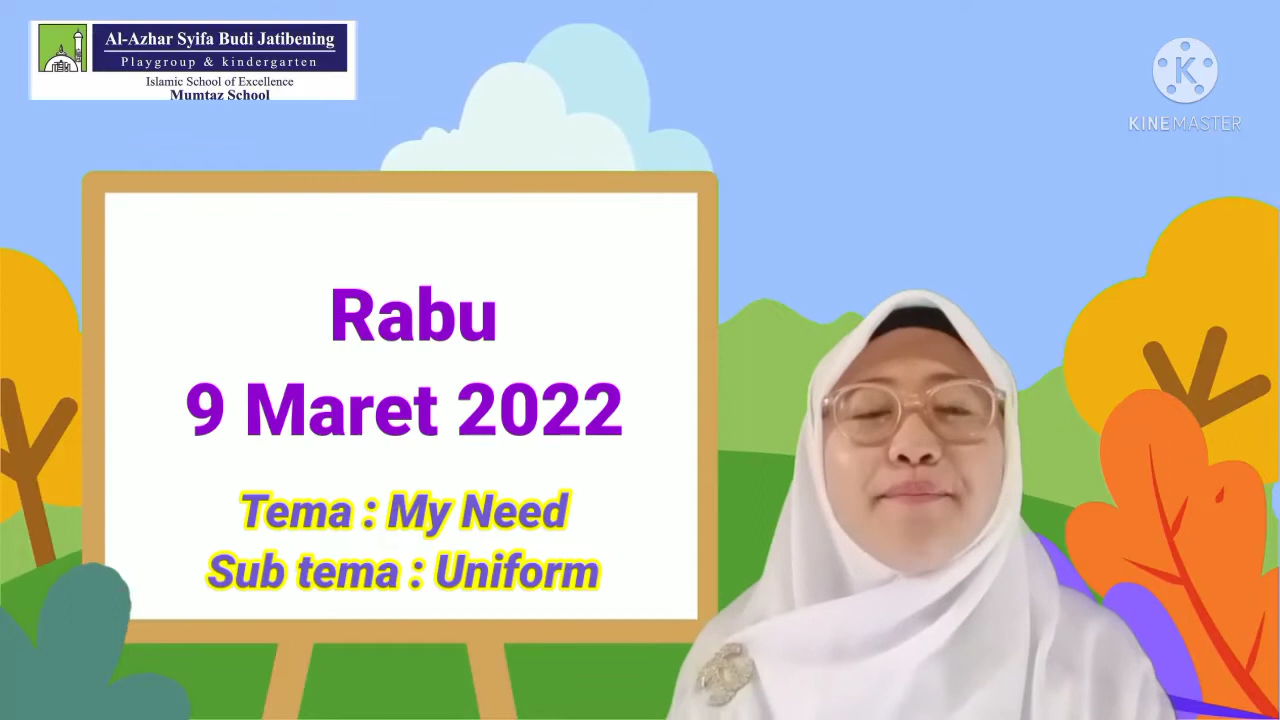 Al-Azhar Syifa Budi Jatibening
Playgroup & kindergarten
Islamic School of Excellence
Mumtaz School
K
KINEMASTER
Rabu
9 Maret 2022
Tema : My Need
Sub tema : Uniform